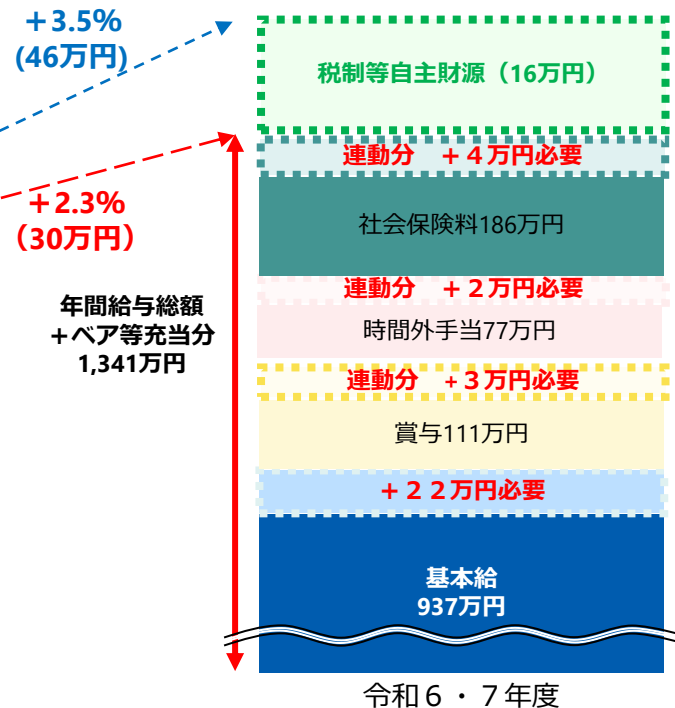 ＋3.5%
(46万円)
税制等自主財源（16万円）
連動分　＋４万円必要
＋2.3%
（30万円）
社会保険料186万円
連動分　＋２万円必要
年間給与総額
＋ベア等充当分
1,341万円
時間外手当77万円
連動分　+３万円必要
賞与111万円
＋２２万円必要
基本給
937万円
令和６・７年度